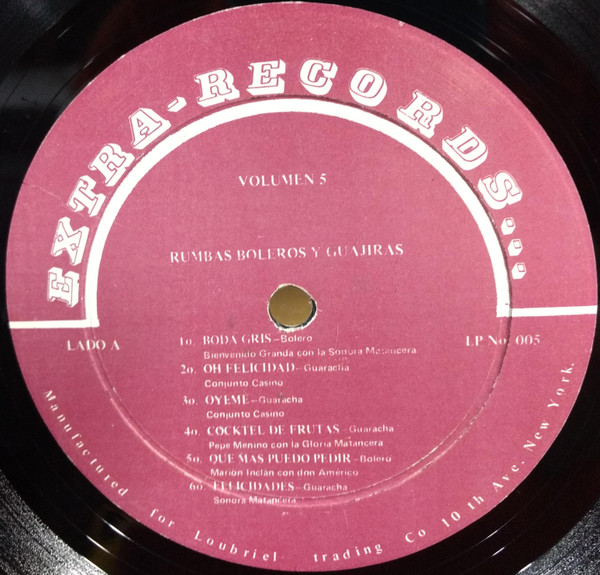 EXTRA-RECORDS...
VOLUMEN 5
RUMBAS BOLEROS Y GUAJIRAS
LADO A
LP No. 005
1o. BODA GRIS–Bolero
Bienvenido Granda con la Sonora Matancera
2o. OH FELICIDAD–Guaracha
Conjunto Casino
3o. OYEME–Guaracha
Conjunto Casino
4o. COCKTEL DE FRUTAS –Guaracha
Pepe Menino con la Gloria Matancera
5o. QUE MAS PUEDO PEDIR–Bolero
Marion Inclan con don Américo
6o. FELICIDADES–Guaracha
Sonora Matancera
Manufactured for Loubriel trading Co 10 th Ave. New York.